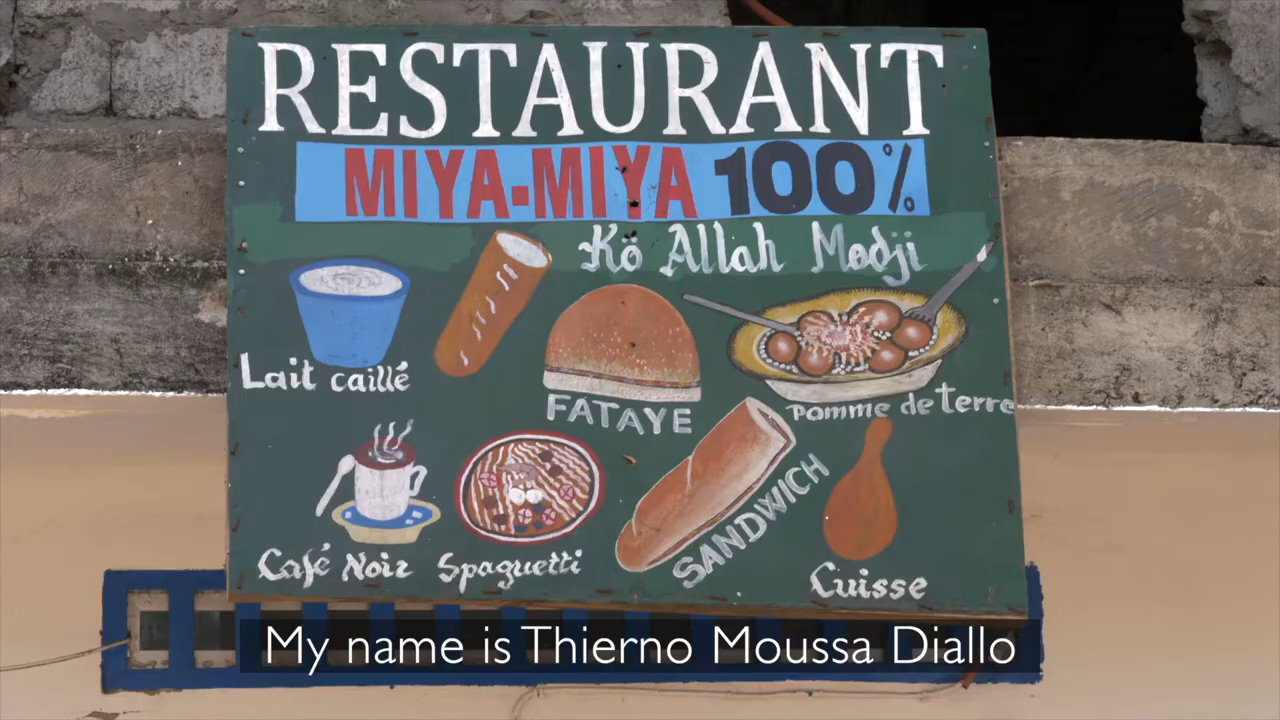 RESTAURANT
MIYA-MIYA 100%
Kö Allah Modji
Lait caillé
FATAYE
Pomme de terre
Café Noir
Spaguetti
SANDWICH
Cuisse
My name is Thierno Moussa Diallo